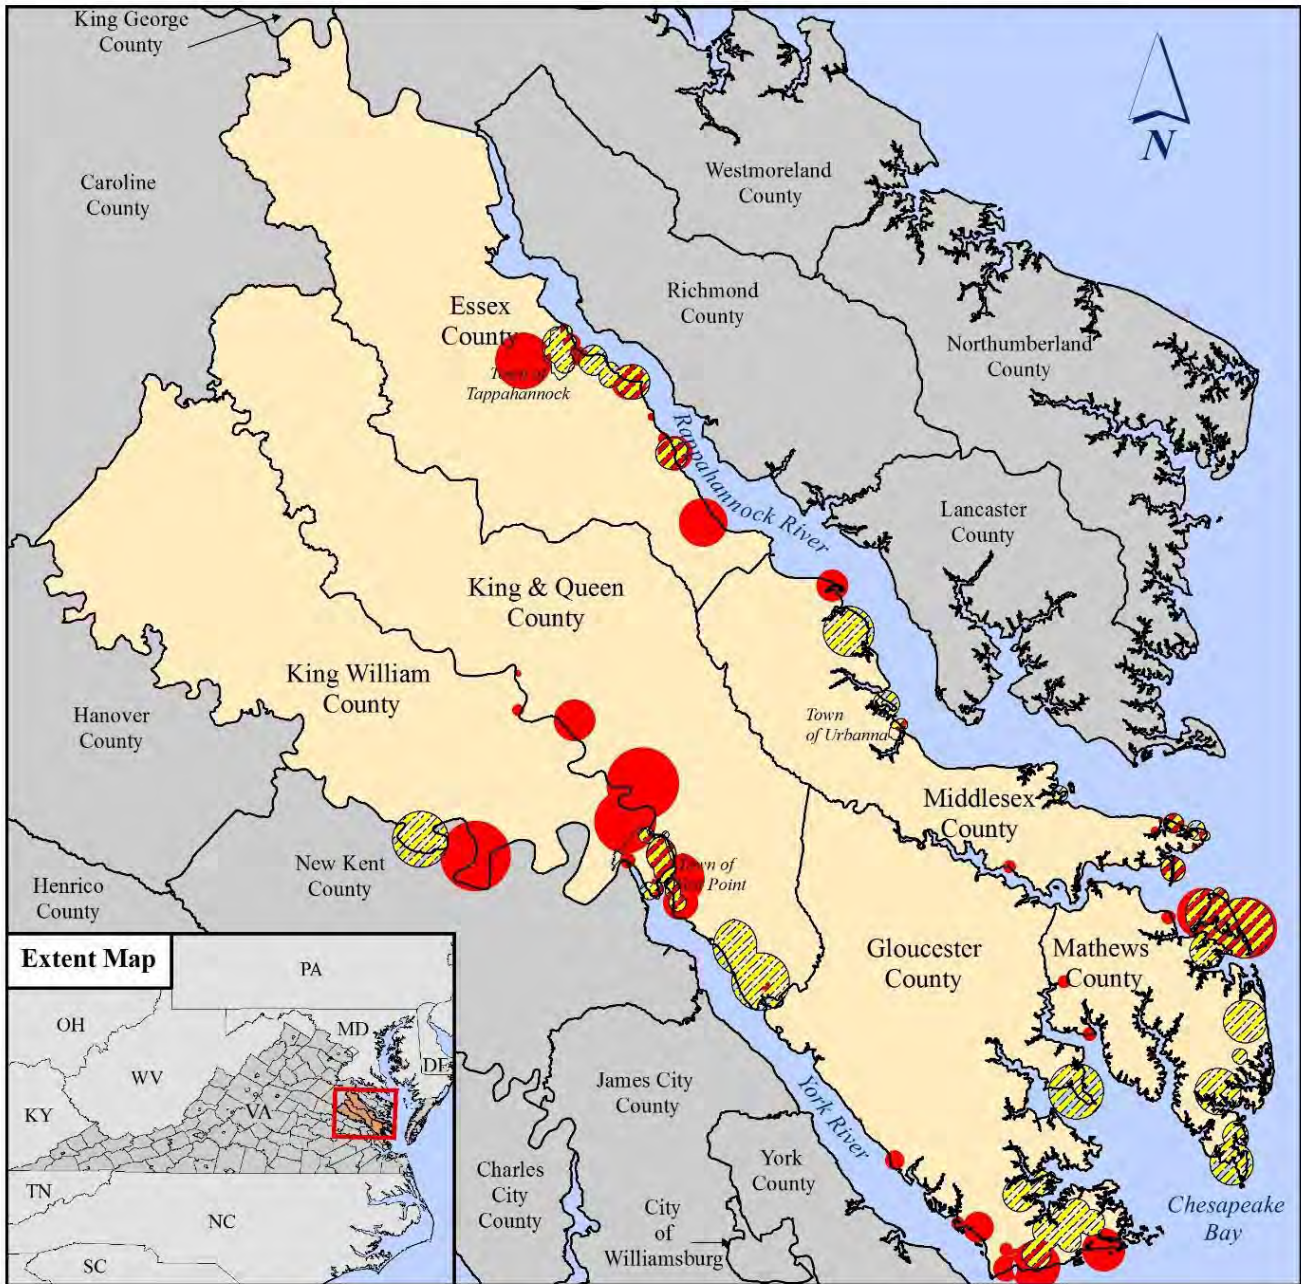 King George
County
N
Westmoreland
County
Caroline
County
Richmond
County
Essex
County
Northumberland
County
Town of
Tappahannock
Rappahannock River
Lancaster
County
King & Queen
County
King William
County
Hanover
County
Town
of Urbanna
Middlesex
County
New Kent
County
Town of
Point
Henrico
County
Gloucester
County
Mathews
County
Extent Map
PA
OH
MD
DE
WV
KY
VA
TN
NC
SC
James City
County
York River
York
County
Charles
City
County
City
of
Williamsburg
Chesapeake
Bay